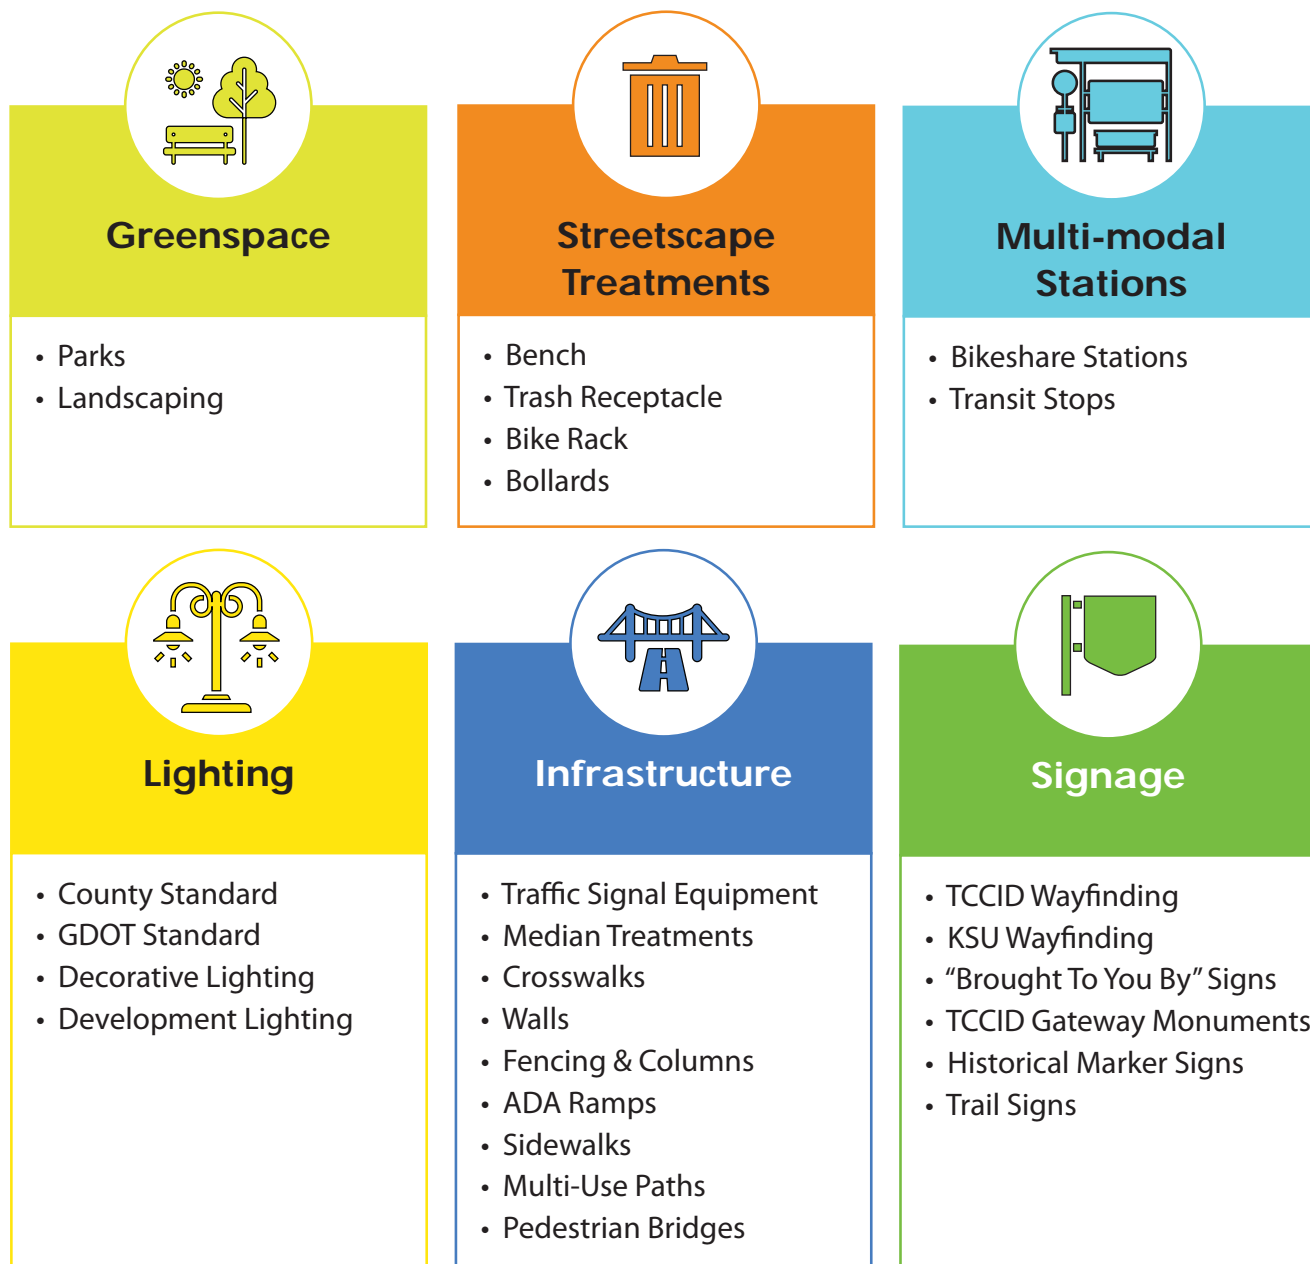 Greenspace
• Parks
• Landscaping
Streetscape
Treatments
• Bench
• Trash Receptacle
• Bike Rack
• Bollards
Multi-modal
Stations
• Bikeshare Stations
• Transit Stops
Lighting
• County Standard
• GDOT Standard
• Decorative Lighting
• Development Lighting
Infrastructure
• Traffic Signal Equipment
• Median Treatments
• Crosswalks
• Walls
• Fencing & Columns
• ADA Ramps
• Sidewalks
• Multi-Use Paths
• Pedestrian Bridges
Signage
• TCCID Wayfinding
• KSU Wayfinding
• “Brought To You By” Signs
• TCCID Gateway Monuments
• Historical Marker Signs
• Trail Signs